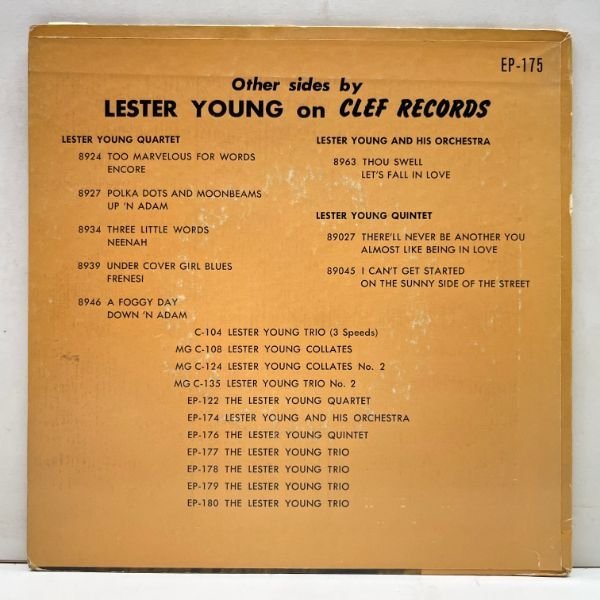 EP-175
Other sides by
LESTER YOUNG on CLEF RECORDS
LESTER YOUNG QUARTET
8924 TOO MARVELOUS FOR WORDS
ENCORE
8927 POLKA DOTS AND MOONBEAMS
UP 'N ADAM
8934 THREE LITTLE WORDS
NEENAH
8939 UNDER COVER GIRL BLUES
FRENESI
8946 A FOGGY DAY
DOWN 'N ADAM
LESTER YOUNG AND HIS ORCHESTRA
8963 THOU SWELL
LET'S FALL IN LOVE
LESTER YOUNG QUINTET
89027 THERE'LL NEVER BE ANOTHER YOU
ALMOST LIKE BEING IN LOVE
89045 I CAN'T GET STARTED
ON THE SUNNY SIDE OF THE STREET
C-104 LESTER YOUNG TRIO (3 Speeds)
MG C-108 LESTER YOUNG COLLATES
MG C-124 LESTER YOUNG COLLATES No. 2
MG C-135 LESTER YOUNG TRIO No. 2
EP-122 THE LESTER YOUNG QUARTET
EP-174 LESTER YOUNG AND HIS ORCHESTRA
EP-176 THE LESTER YOUNG QUINTET
EP-177 THE LESTER YOUNG TRIO
EP-178 THE LESTER YOUNG TRIO
EP-179 THE LESTER YOUNG TRIO
EP-180 THE LESTER YOUNG TRIO